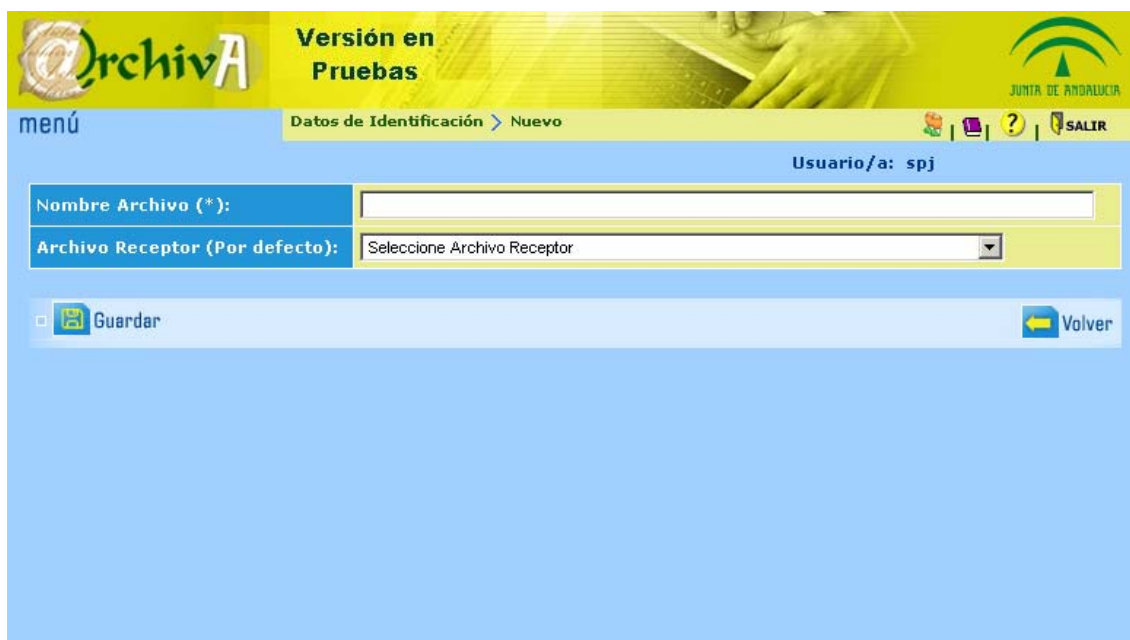 @rchivA
Versión en
Pruebas
JUNTA DE ANDALUCIA
menú
Datos de Identificación > Nuevo
? SALIR
Usuario/a: spj
Nombre Archivo (*):
Archivo Receptor (Por defecto): Seleccione Archivo Receptor
Guardar
Volver